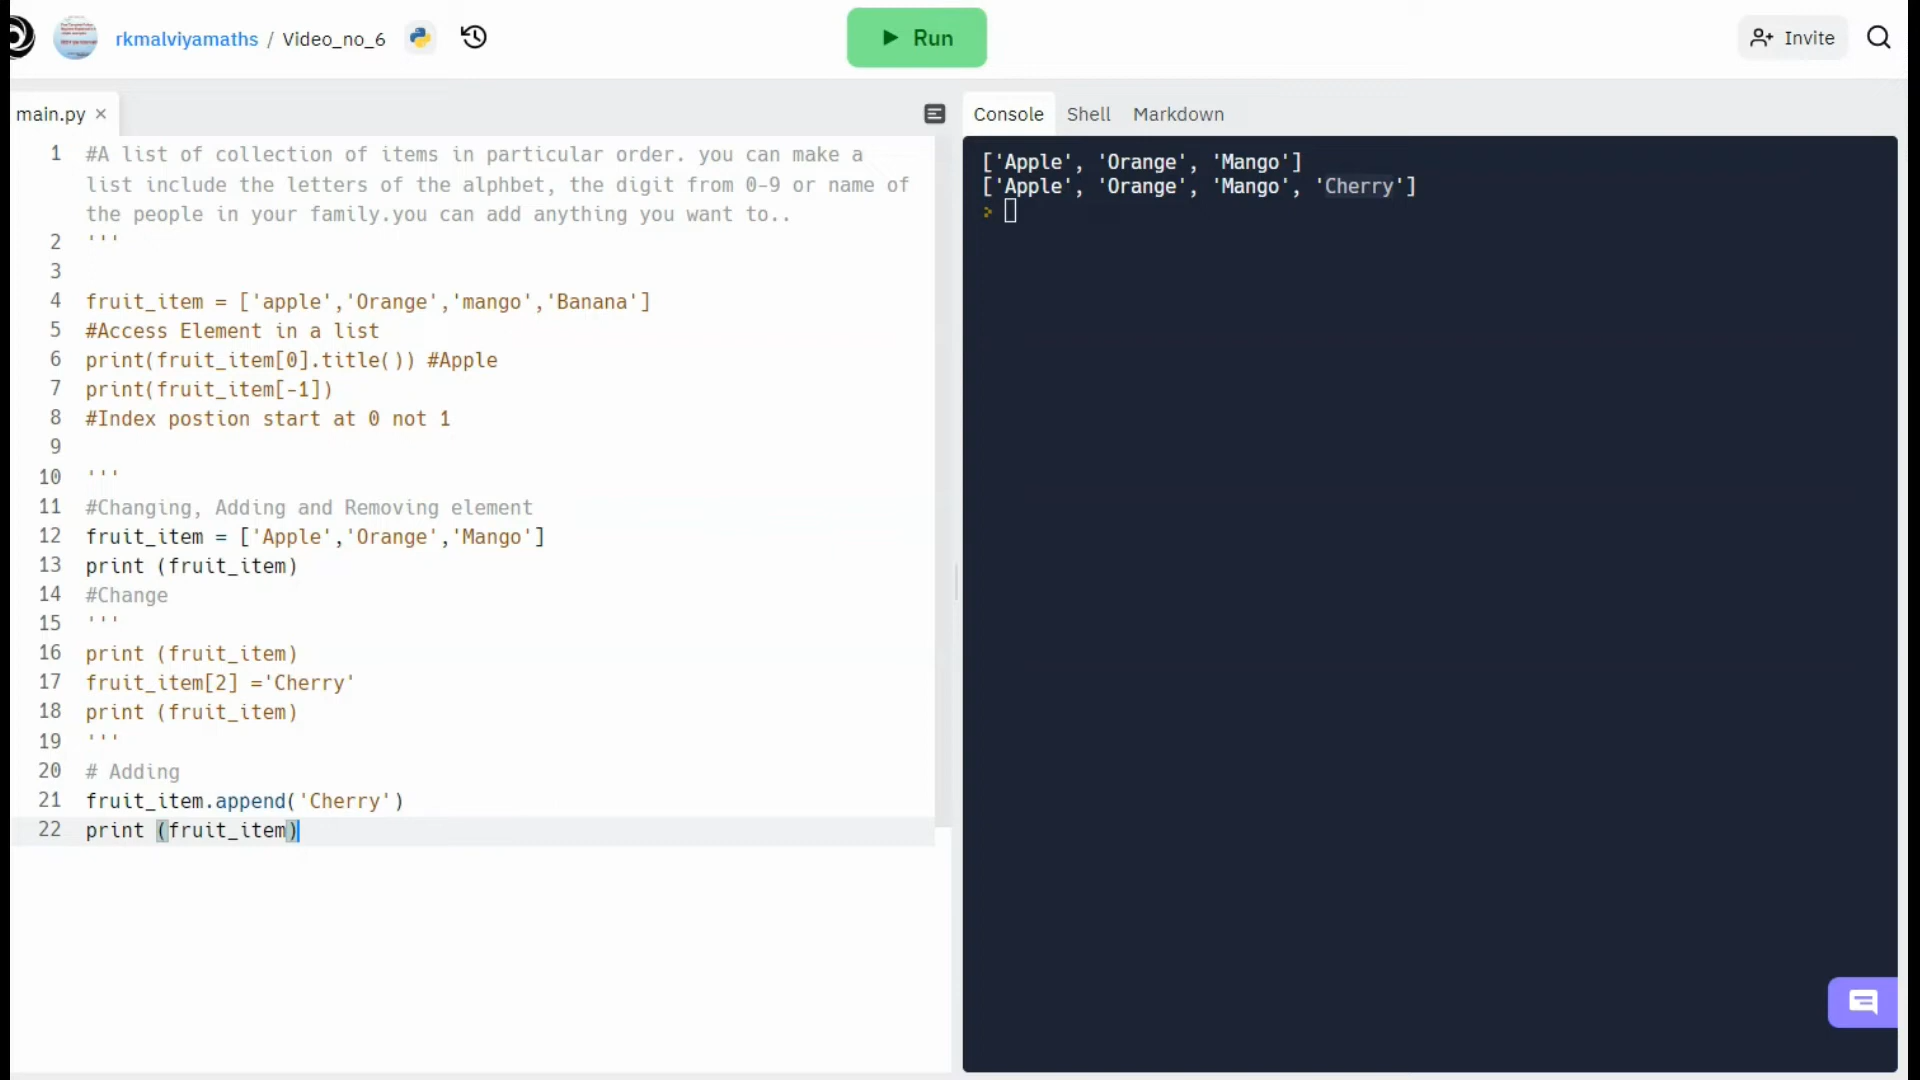 rkmalviyamaths / Video_no_6
Run
Invite
main.py ×
Console Shell Markdown
1 #A list of collection of items in particular order. you can make a
list include the letters of the alphbet, the digit from 0-9 or name of
the people in your family.you can add anything you want to..
2 '''
3
4 fruit_item = ['apple','Orange','mango','Banana']
5 #Access Element in a list
6 print(fruit_item[0].title()) #Apple
7 print(fruit_item[-1])
8 #Index postion start at 0 not 1
9
10 '''
11 #Changing, Adding and Removing element
12 fruit_item = ['Apple','Orange','Mango']
13 print (fruit_item)
14 #Change
15 '''
16 print (fruit_item)
17 fruit_item[2] ='Cherry'
18 print (fruit_item)
19 '''
20 # Adding
21 fruit_item.append('Cherry')
22 print (fruit_item)
['Apple', 'Orange', 'Mango']
['Apple', 'Orange', 'Mango', 'Cherry']
>